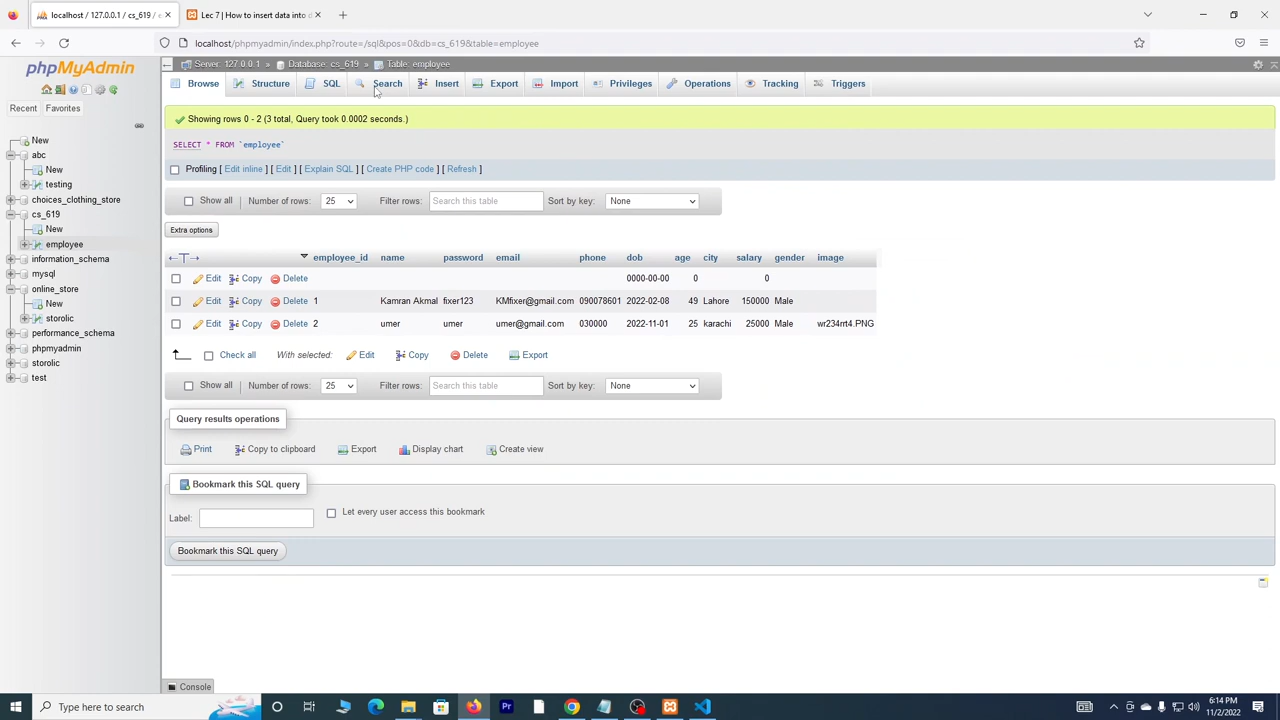 localhost / 127.0.0.1 / cs_619 / e
Lec 7 | How to insert data into d
localhost/phpmyadmin/index.php?route=/sql&pos=0&db=cs_619&table=employee
phpMyAdmin
Recent Favorites
New
abc
New
testing
choices_clothing_store
cs_619
New
employee
information_schema
mysql
online_store
New
storolic
performance_schema
phpmyadmin
storolic
test
Server: 127.0.0.1 » Database: cs_619 » Table: employee
Browse Structure SQL Search Insert Export Import Privileges Operations Tracking Triggers
Showing rows 0 - 2 (3 total, Query took 0.0002 seconds.)
SELECT * FROM `employee`
Profiling [ Edit inline ] [ Edit ] [ Explain SQL ] [ Create PHP code ] [ Refresh ]
Show all | Number of rows: 25 Filter rows: Search this table Sort by key: None
Extra options
←T→ employee_id name password email phone dob age city salary gender image
Edit Copy Delete 0000-00-00 0 0
Edit Copy Delete 1 Kamran Akmal fixer123 KMfixer@gmail.com 090078601 2022-02-08 49 Lahore 150000 Male
Edit Copy Delete 2 umer umer umer@gmail.com 030000 2022-11-01 25 karachi 25000 Male wr234rrt4.PNG
Check all With selected: Edit Copy Delete Export
Show all | Number of rows: 25 Filter rows: Search this table Sort by key: None
Query results operations
Print Copy to clipboard Export Display chart Create view
Bookmark this SQL query
Label: Let every user access this bookmark
Bookmark this SQL query
Console
Type here to search
Pr
6:14 PM
11/2/2022